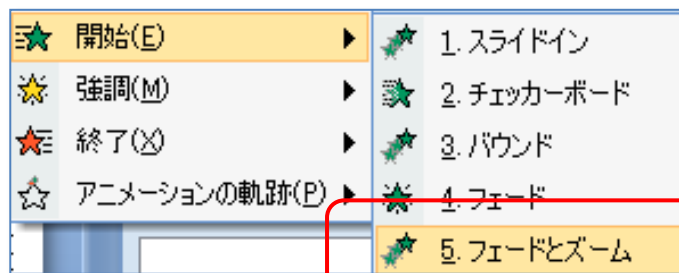 開始(E)
強調(M)
終了(X)
アニメーションの軌跡(P)
1. スライドイン
2. チェッカーボード
3. バウンド
4. フェード
5. フェードとズーム